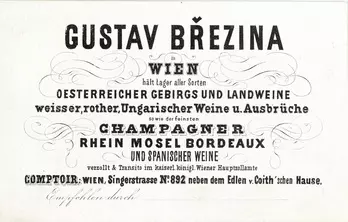 GUSTAV BŘEZINA
in
WIEN
hält Lager aller Sorten
OESTERREICHER GEBIRGS UND LANDWEINE
weisser, rother, Ungarischer Weine u. Ausbrüche
sowie der feinsten
CHAMPAGNER
RHEIN MOSEL BORDEAUX
UND SPANISCHER WEINE
verzollt & Transito im kaiserl. königl. Wiener Hauptzollamte
COMPTOIR: WIEN, Singerstrasse No. 892 neben dem Edlen v. Coith'schen Hause.
Empfohlen durch